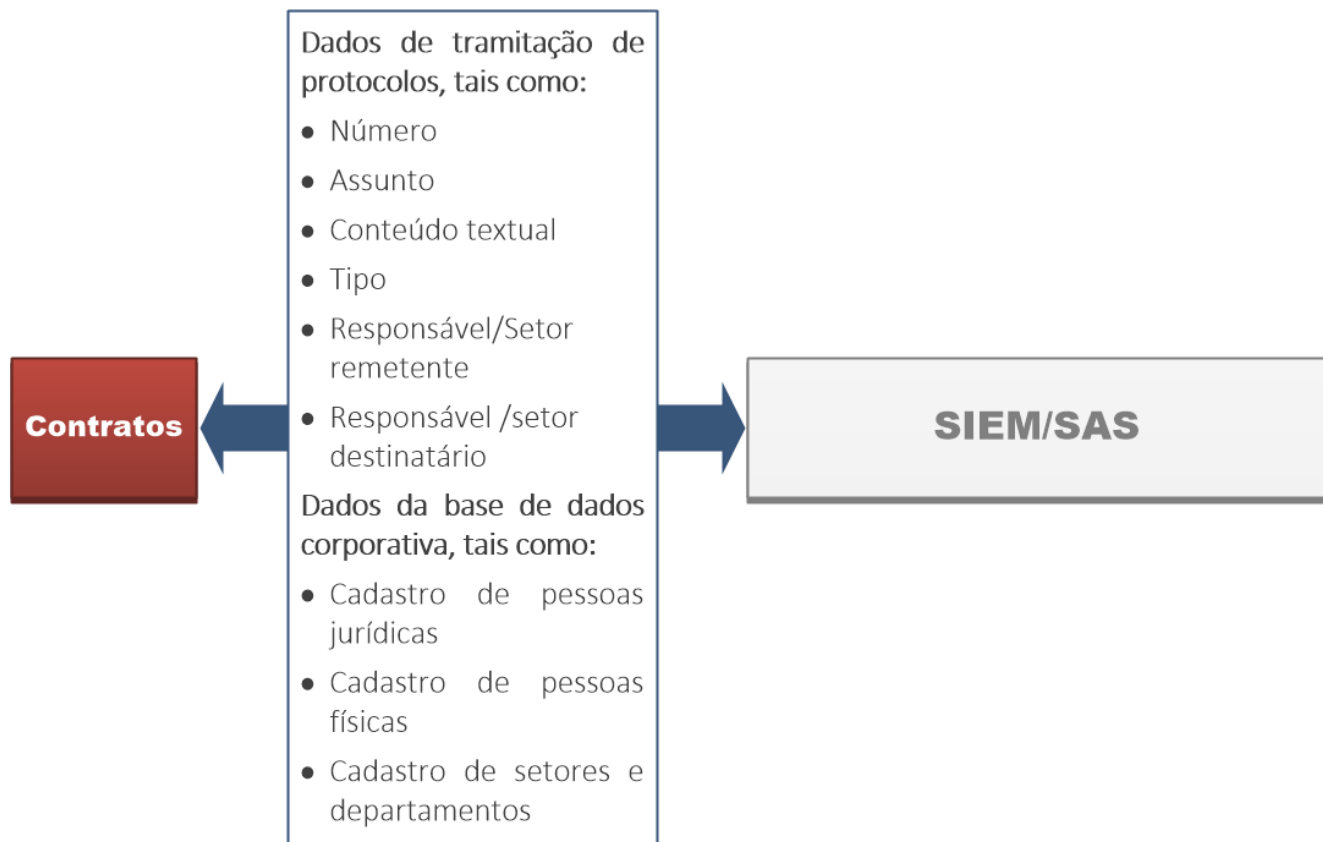 Dados de tramitação de
protocolos, tais como:
• Número
• Assunto
• Conteúdo textual
• Tipo
• Responsável/Setor
remetente
• Responsável /setor
destinatário
Dados da base de dados
corporativa, tais como:
• Cadastro de pessoas
jurídicas
• Cadastro de pessoas
físicas
• Cadastro de setores e
departamentos
Contratos
SIEM/SAS